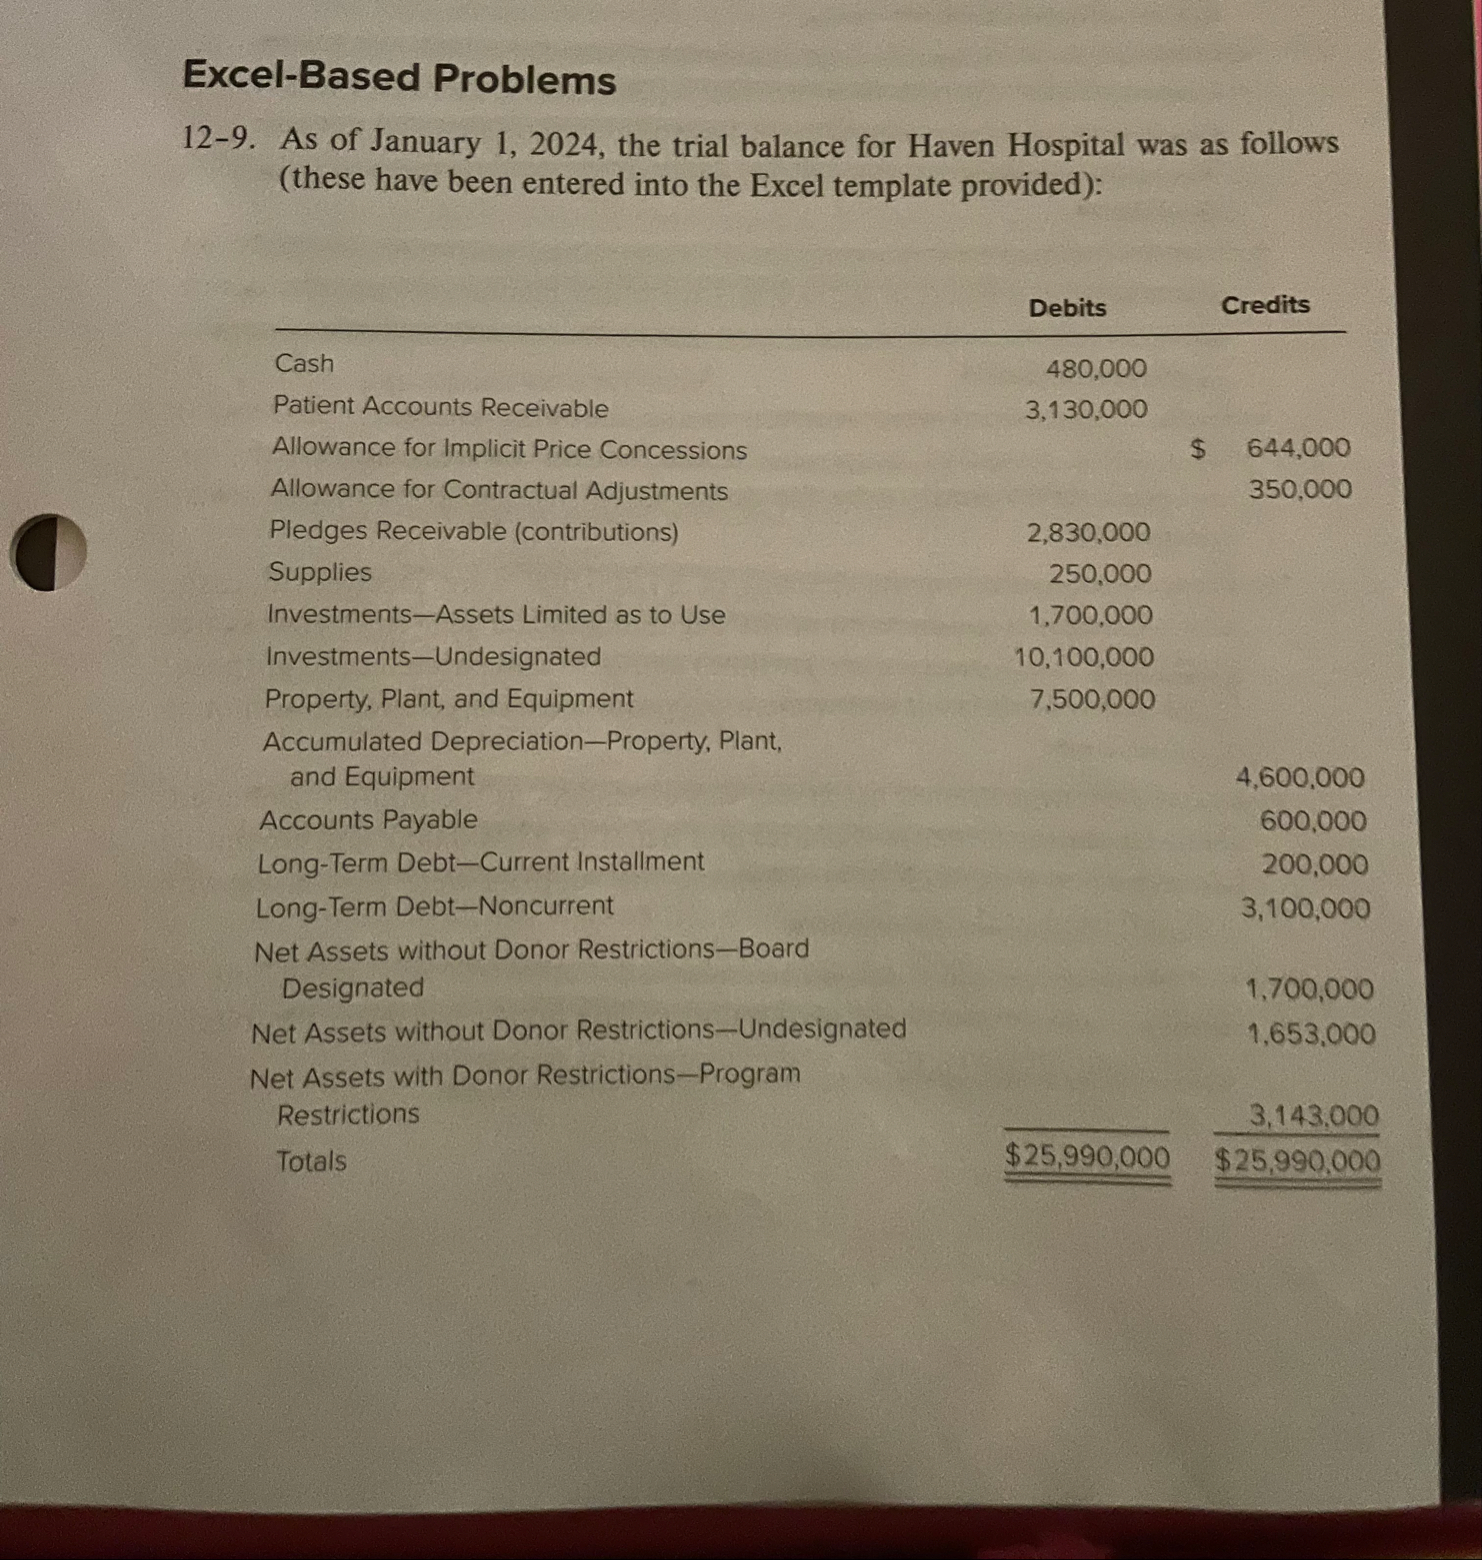 Excel-Based Problems
12-9. As of January 1, 2024, the trial balance for Haven Hospital was as follows
(these have been entered into the Excel template provided):
Debits Credits
Cash 480,000
Patient Accounts Receivable 3,130,000
Allowance for Implicit Price Concessions $ 644,000
Allowance for Contractual Adjustments 350,000
Pledges Receivable (contributions) 2,830,000
Supplies 250,000
Investments—Assets Limited as to Use 1,700,000
Investments—Undesignated 10,100,000
Property, Plant, and Equipment 7,500,000
Accumulated Depreciation—Property, Plant,
and Equipment 4,600,000
Accounts Payable 600,000
Long-Term Debt—Current Installment 200,000
Long-Term Debt—Noncurrent 3,100,000
Net Assets without Donor Restrictions—Board
Designated 1,700,000
Net Assets without Donor Restrictions—Undesignated 1,653,000
Net Assets with Donor Restrictions—Program
Restrictions 3,143,000
Totals $25,990,000 $25,990,000